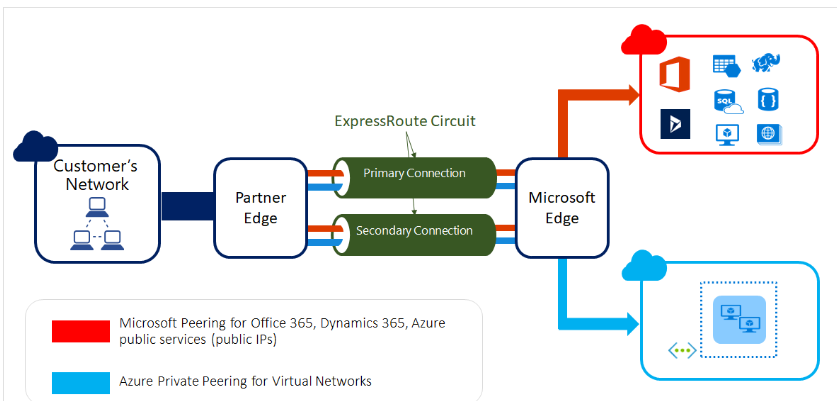 ExpressRoute Circuit
Customer's
Network
Partner
Edge
Primary Connection
Secondary Connection
Microsoft
Edge
SQL
Microsoft Peering for Office 365, Dynamics 365, Azure
public services (public IPs)
Azure Private Peering for Virtual Networks